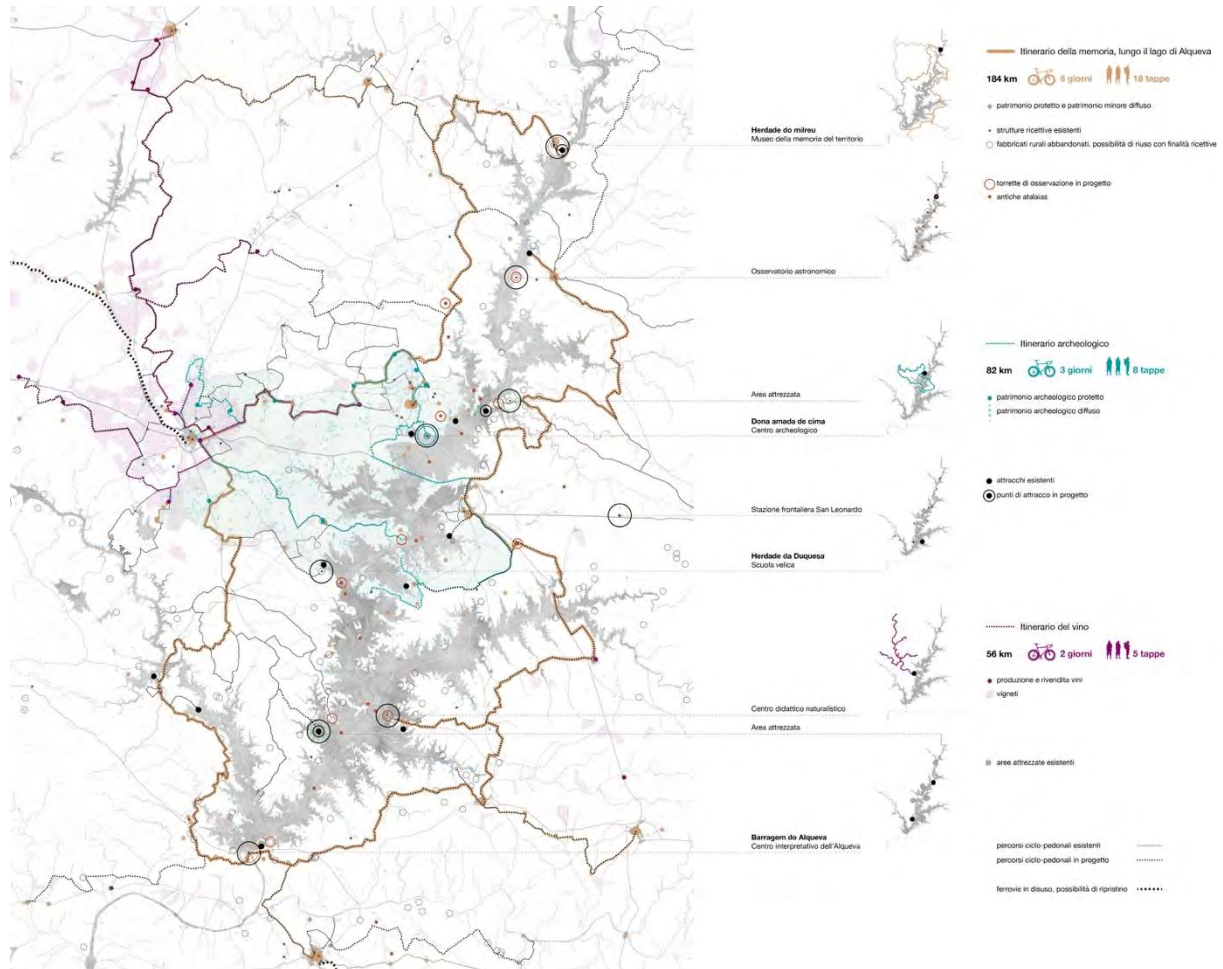 Herdade do milreu
Museo della memoria del territorio
Osservatorio astronomico
Area attrezzata
Dona amada de cima
Centro archeologico
Stazione frontaliera San Leonardo
Herdade da Duquesa
Scuola velica
Centro didattico naturalistico
Area attrezzata
Barragem do Alqueva
Centro interpretativo dell'Alqueva
Itinerario della memoria, lungo il lago di Alqueva
184 km 6 giorni 18 tappe
patrimonio protetto e patrimonio minore diffuso
strutture ricettive esistenti
fabbricati rurali abbandonati, possibilità di riuso con finalità ricettive
torrette di osservazione in progetto
antiche atalaias
Itinerario archeologico
82 km 3 giorni 8 tappe
patrimonio archeologico protetto
patrimonio archeologico diffuso
attracchi esistenti
punti di attracco in progetto
Itinerario del vino
56 km 2 giorni 5 tappe
produzione e rivendita vini
vigneti
aree attrezzate esistenti
percorsi ciclo-pedonali esistenti
percorsi ciclo-pedonali in progetto
ferrovie in disuso, possibilità di ripristino